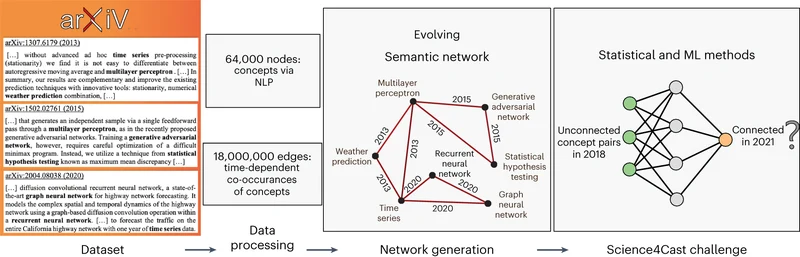 arXiv
arXiv:1307.6179 (2013)
[…] without advanced ad hoc time series pre-processing
(stationarity) we find it is not easy to differentiate between
autoregressive moving average and multilayer perceptron. […] In
summary, our results are complementary and improve the existing
prediction techniques with innovative tools: stationarity, numerical
weather prediction combination, […]
arXiv:1502.02761 (2015)
[…] that generates an independent sample via a single feedforward
pass through a multilayer perceptron, as in the recently proposed
generative adversarial networks. Training a generative adversarial
network, however, requires careful optimization of a difficult
minimax program. Instead, we utilize a technique from statistical
hypothesis testing known as maximum mean discrepancy […]
arXiv:2004.08038 (2020)
[…] diffusion convolutional recurrent neural network, a state-of-
the-art graph neural network for highway network forecasting. It
models the complex spatial and temporal dynamics of the highway
network using a graph-based diffusion convolution operation within
a recurrent neural network. […] to forecast the traffic on the
entire California highway network with one year of time series data.
Dataset
64,000 nodes:
concepts via
NLP
18,000,000 edges:
time-dependent
co-occurances
of concepts
Data
processing
Evolving
Semantic network
Multilayer
perceptron
Generative
adversarial
network
2015
2015
2015
2013
2013
Weather
prediction
Recurrent
neural
network
Statistical
hypothesis
testing
2013
2020
2020
Time
series
2020
Graph
neural
network
Network generation
Statistical and ML methods
Unconnected
concept pairs
in 2018
Connected
in 2021
?
Science4Cast challenge